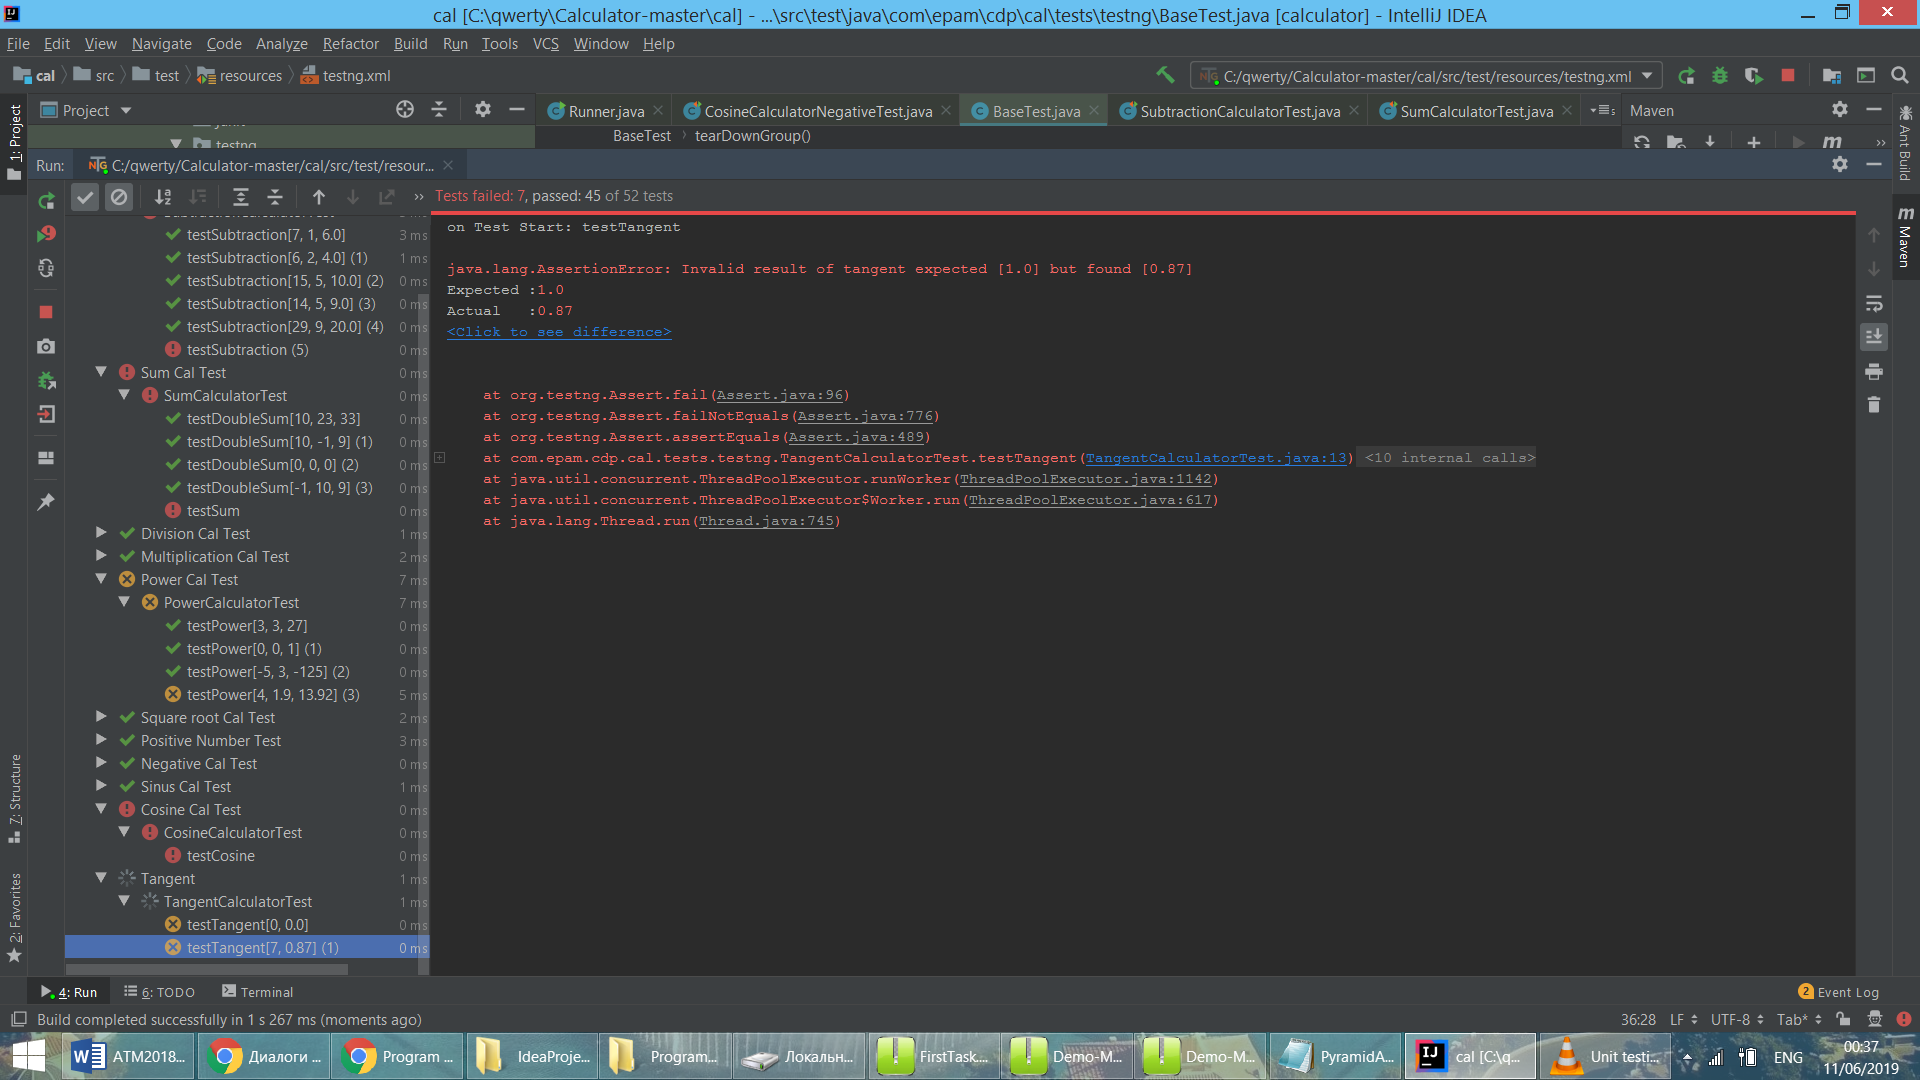 cal [C:\qwerty\Calculator-master\cal] - ...\src\test\java\com\epam\cdp\cal\tests\testng\BaseTest.java [calculator] - IntelliJ IDEA
File Edit View Navigate Code Analyze Refactor Build Run Tools VCS Window Help
cal src test resources testng.xml C:/qwerty/Calculator-master/cal/src/test/resources/testng.xml
Project Runner.java CosineCalculatorNegativeTest.java BaseTest.java SubtractionCalculatorTest.java SumCalculatorTest.java Maven
testng BaseTest tearDownGroup()
1: Project
Ant Build
Maven
Run: C:/qwerty/Calculator-master/cal/src/test/resour...
Tests failed: 7, passed: 45 of 52 tests
testSubtraction[7, 1, 6.0] 3 ms
testSubtraction[6, 2, 4.0] (1) 1 ms
testSubtraction[15, 5, 10.0] (2) 0 ms
testSubtraction[14, 5, 9.0] (3) 0 ms
testSubtraction[29, 9, 20.0] (4) 0 ms
testSubtraction (5) 0 ms
Sum Cal Test 0 ms
SumCalculatorTest 0 ms
testDoubleSum[10, 23, 33] 0 ms
testDoubleSum[10, -1, 9] (1) 0 ms
testDoubleSum[0, 0, 0] (2) 0 ms
testDoubleSum[-1, 10, 9] (3) 0 ms
testSum 0 ms
Division Cal Test 1 ms
Multiplication Cal Test 2 ms
Power Cal Test 7 ms
PowerCalculatorTest 7 ms
testPower[3, 3, 27] 0 ms
testPower[0, 0, 1] (1) 0 ms
testPower[-5, 3, -125] (2) 0 ms
testPower[4, 1.9, 13.92] (3) 5 ms
Square root Cal Test 2 ms
Positive Number Test 3 ms
Negative Cal Test 0 ms
Sinus Cal Test 1 ms
Cosine Cal Test 0 ms
CosineCalculatorTest 0 ms
testCosine 0 ms
Tangent 1 ms
TangentCalculatorTest 1 ms
testTangent[0, 0.0] 0 ms
testTangent[7, 0.87] (1) 0 ms
on Test Start: testTangent
java.lang.AssertionError: Invalid result of tangent expected [1.0] but found [0.87]
Expected :1.0
Actual   :0.87
<Click to see difference>
at org.testng.Assert.fail(Assert.java:96)
at org.testng.Assert.failNotEquals(Assert.java:776)
at org.testng.Assert.assertEquals(Assert.java:489)
at com.epam.cdp.cal.tests.testng.TangentCalculatorTest.testTangent(TangentCalculatorTest.java:13) <10 internal calls>
at java.util.concurrent.ThreadPoolExecutor.runWorker(ThreadPoolExecutor.java:1142)
at java.util.concurrent.ThreadPoolExecutor$Worker.run(ThreadPoolExecutor.java:617)
at java.lang.Thread.run(Thread.java:745)
7: Structure
2: Favorites
4: Run 6: TODO Terminal 2 Event Log
Build completed successfully in 1 s 267 ms (moments ago) 36:28 LF UTF-8 Tab*
ATM2018... Диалоги ... Program ... IdeaProje... Program... Локальн... FirstTask.... Demo-M... Demo-M... PyramidA... cal [C:\q... Unit testi... ENG
00:37
11/06/2019